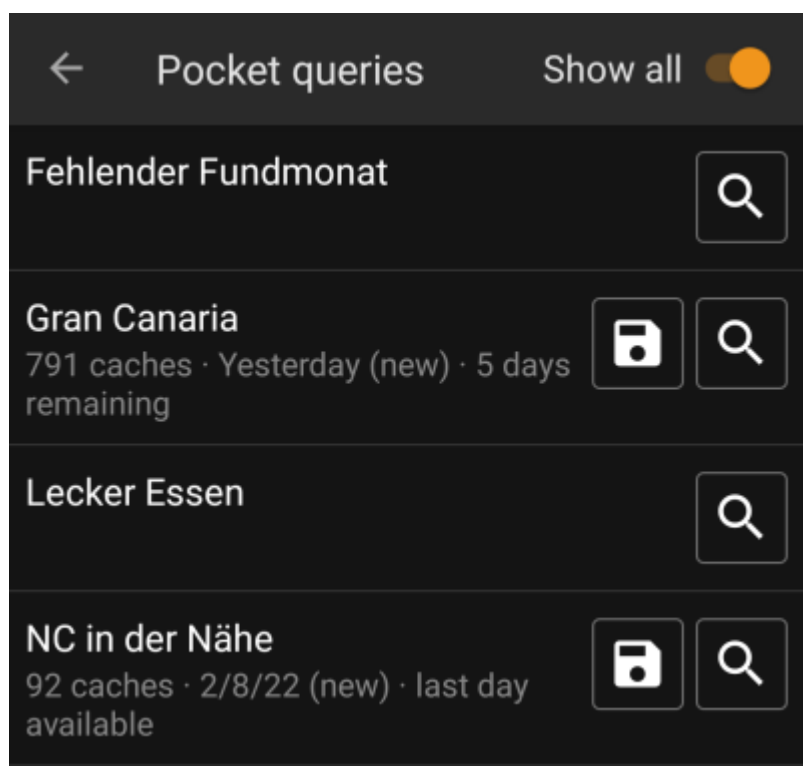 Pocket queries Show all
Fehlender Fundmonat
Gran Canaria
791 caches · Yesterday (new) · 5 days
remaining
Lecker Essen
NC in der Nähe
92 caches · 2/8/22 (new) · last day
available